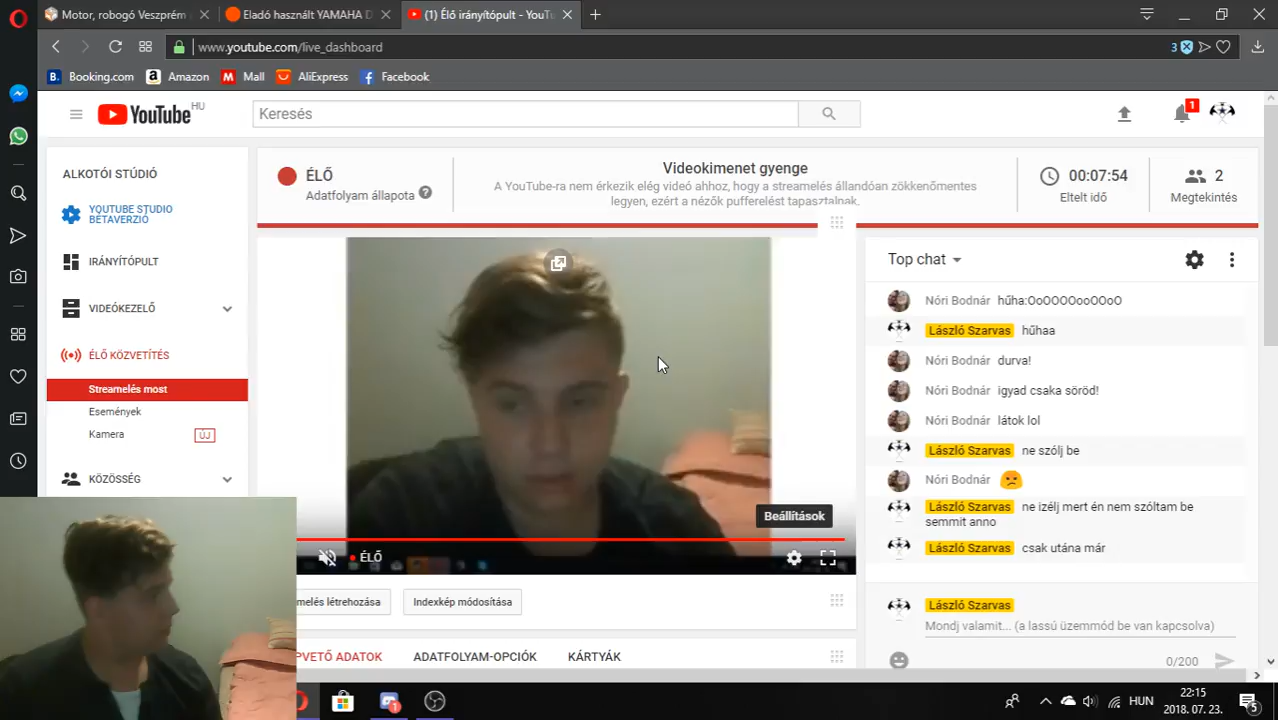 Motor, robogó Veszprém
Eladó használt YAMAHA D
(1) Élő irányítópult - YouTu
www.youtube.com/live_dashboard
3
B.
Booking.com
Amazon
Mall
AliExpress
Facebook
YouTube HU
Keresés
1
ALKOTÓI STÚDIÓ
YOUTUBE STUDIO
BÉTAVERZIÓ
IRÁNYÍTÓPULT
VIDEÓKEZELŐ
ÉLŐ KÖZVETÍTÉS
Streamelés most
Események
Kamera
ÚJ
KÖZÖSSÉG
ÉLŐ
Adatfolyam állapota
Videokimenet gyenge
A YouTube-ra nem érkezik elég videó ahhoz, hogy a streamelés állandóan zökkenőmentes
legyen, ezért a nézők pufferelést tapasztalnak.
00:07:54
Eltelt idő
2
Megtekintés
Beállítások
ÉLŐ
melés létrehozása
Indexkép módosítása
PVETŐ ADATOK
ADATFOLYAM-OPCIÓK
KÁRTYÁK
Top chat
Nóri Bodnár hűha:OoOOOOooOOoO
László Szarvas hűhaa
Nóri Bodnár durva!
Nóri Bodnár igyad csaka söröd!
Nóri Bodnár látok lol
László Szarvas ne szólj be
Nóri Bodnár
László Szarvas ne izélj mert én nem szóltam be
semmit anno
László Szarvas csak utána már
László Szarvas
Mondj valamit... (a lassú üzemmód be van kapcsolva)
0/200
1
HUN
22:15
2018. 07. 23.
5